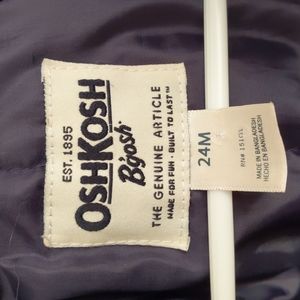 EST. 1895
OSHKOSH
B'gosh
THE GENUINE ARTICLE
MADE FOR FUN · BUILT TO LAST™
24M
MADE IN BANGLADESH
HECHO EN BANGLADESH